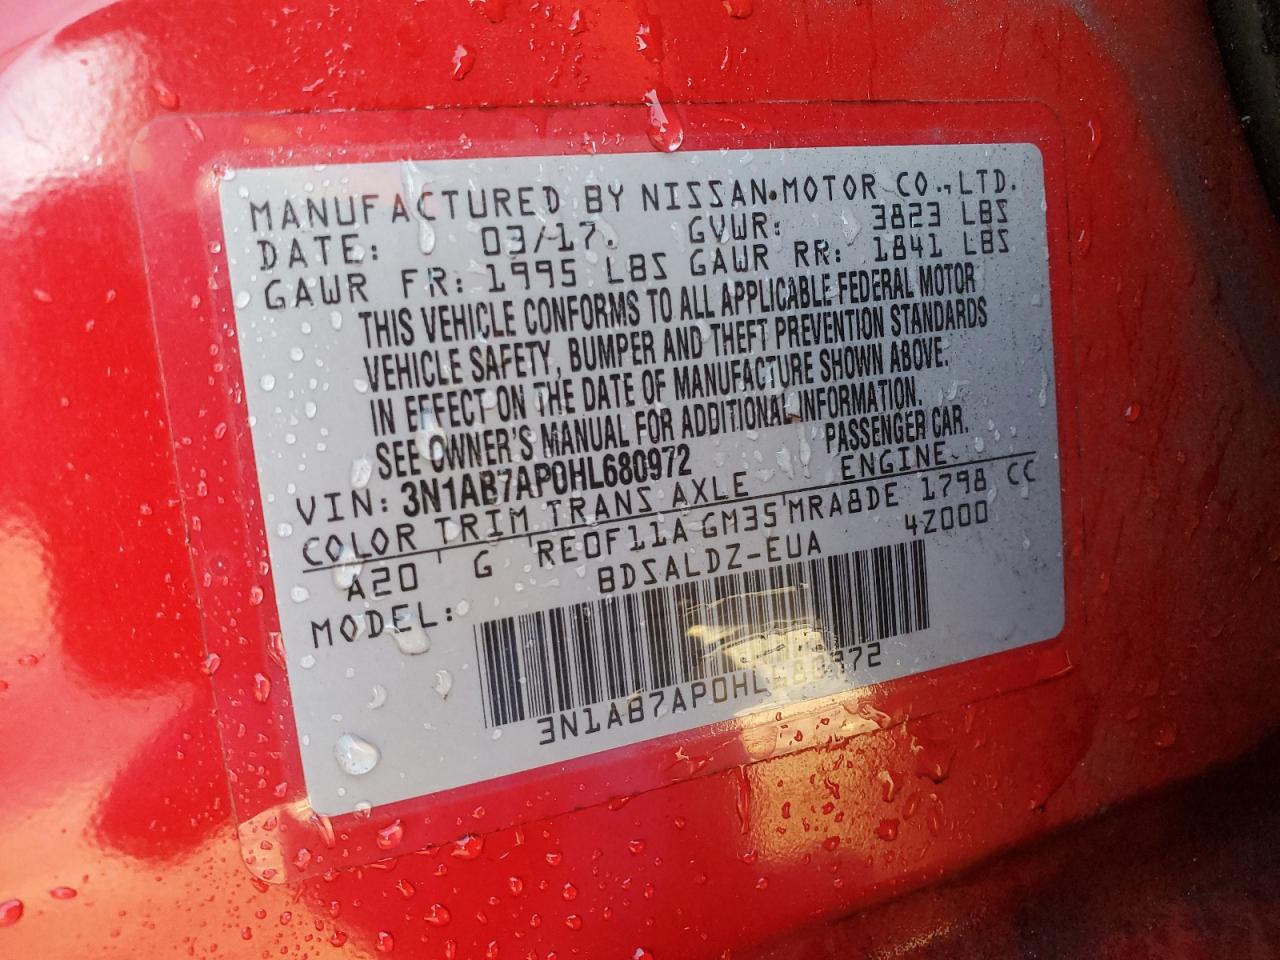 MANUFACTURED BY NISSAN MOTOR CO., LTD.
DATE: 03/17. GVWR: 3823 LBS
GAWR FR: 1995 LBS GAWR RR: 1841 LBS
THIS VEHICLE CONFORMS TO ALL APPLICABLE FEDERAL MOTOR
VEHICLE SAFETY, BUMPER AND THEFT PREVENTION STANDARDS
IN EFFECT ON THE DATE OF MANUFACTURE SHOWN ABOVE.
SEE OWNER'S MANUAL FOR ADDITIONAL INFORMATION.
VIN: 3N1AB7AP0HL680972 PASSENGER CAR.
COLOR TRIM TRANS AXLE ENGINE
A20 G RE0F11A GM35 MRA8DE 1798 CC
MODEL: BDSALDZ-EUA 4Z000
3N1AB7AP0HL680972